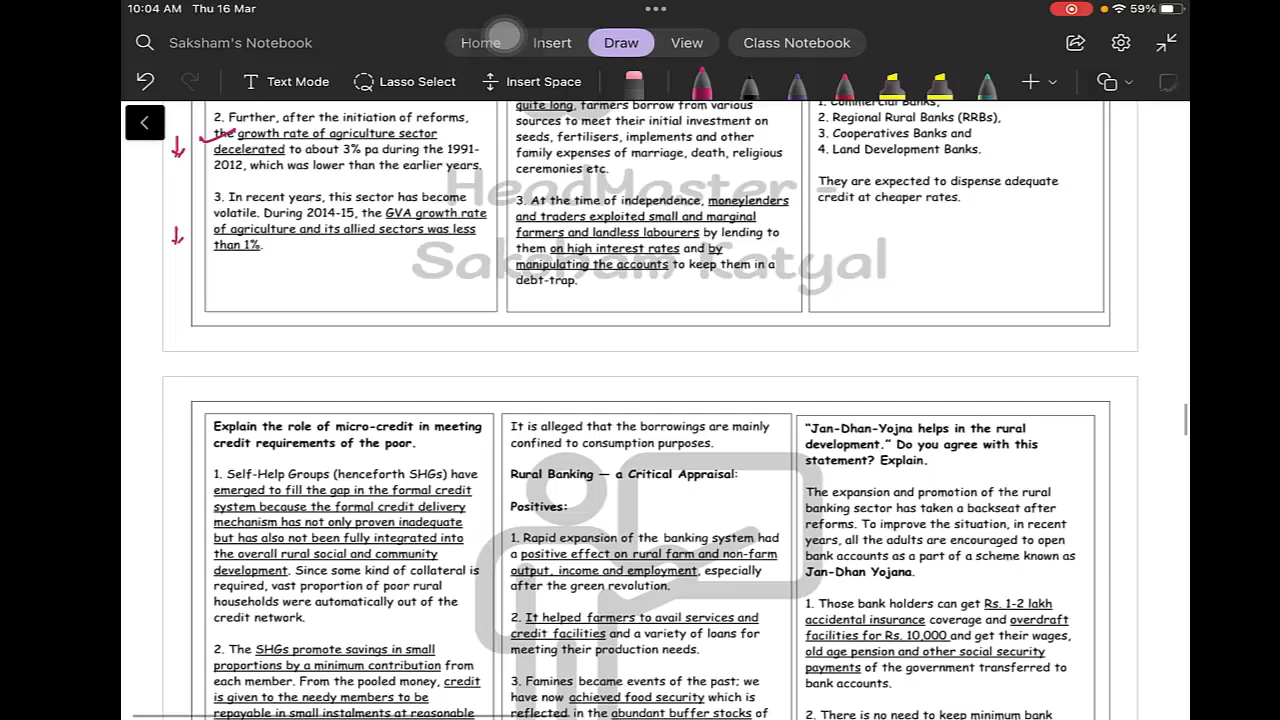 10:04 AM Thu 16 Mar
59%
Saksham's Notebook
Home
Insert
Draw
View
Class Notebook
Text Mode
Lasso Select
Insert Space
2. Further, after the initiation of reforms,
the growth rate of agriculture sector
decelerated to about 3% pa during the 1991-
2012, which was lower than the earlier years.
3. In recent years, this sector has become
volatile. During 2014-15, the GVA growth rate
of agriculture and its allied sectors was less
than 1%.
quite long, farmers borrow from various
sources to meet their initial investment on
seeds, fertilisers, implements and other
family expenses of marriage, death, religious
ceremonies etc.
3. At the time of independence, moneylenders
and traders exploited small and marginal
farmers and landless labourers by lending to
them on high interest rates and by
manipulating the accounts to keep them in a
debt-trap.
1. Commercial Banks,
2. Regional Rural Banks (RRBs),
3. Cooperatives Banks and
4. Land Development Banks.
They are expected to dispense adequate
credit at cheaper rates.
HeadMaster -
Saksham Katyal
Explain the role of micro-credit in meeting
credit requirements of the poor.
1. Self-Help Groups (henceforth SHGs) have
emerged to fill the gap in the formal credit
system because the formal credit delivery
mechanism has not only proven inadequate
but has also not been fully integrated into
the overall rural social and community
development. Since some kind of collateral is
required, vast proportion of poor rural
households were automatically out of the
credit network.
2. The SHGs promote savings in small
proportions by a minimum contribution from
each member. From the pooled money, credit
is given to the needy members to be
repayable in small instalments at reasonable
It is alleged that the borrowings are mainly
confined to consumption purposes.
Rural Banking — a Critical Appraisal:
Positives:
1. Rapid expansion of the banking system had
a positive effect on rural farm and non-farm
output, income and employment, especially
after the green revolution.
2. It helped farmers to avail services and
credit facilities and a variety of loans for
meeting their production needs.
3. Famines became events of the past; we
have now achieved food security which is
reflected in the abundant buffer stocks of
"Jan-Dhan-Yojna helps in the rural
development." Do you agree with this
statement? Explain.
The expansion and promotion of the rural
banking sector has taken a backseat after
reforms. To improve the situation, in recent
years, all the adults are encouraged to open
bank accounts as a part of a scheme known as
Jan-Dhan Yojana.
1. Those bank holders can get Rs. 1-2 lakh
accidental insurance coverage and overdraft
facilities for Rs. 10,000 and get their wages,
old age pension and other social security
payments of the government transferred to
bank accounts.
2. There is no need to keep minimum bank